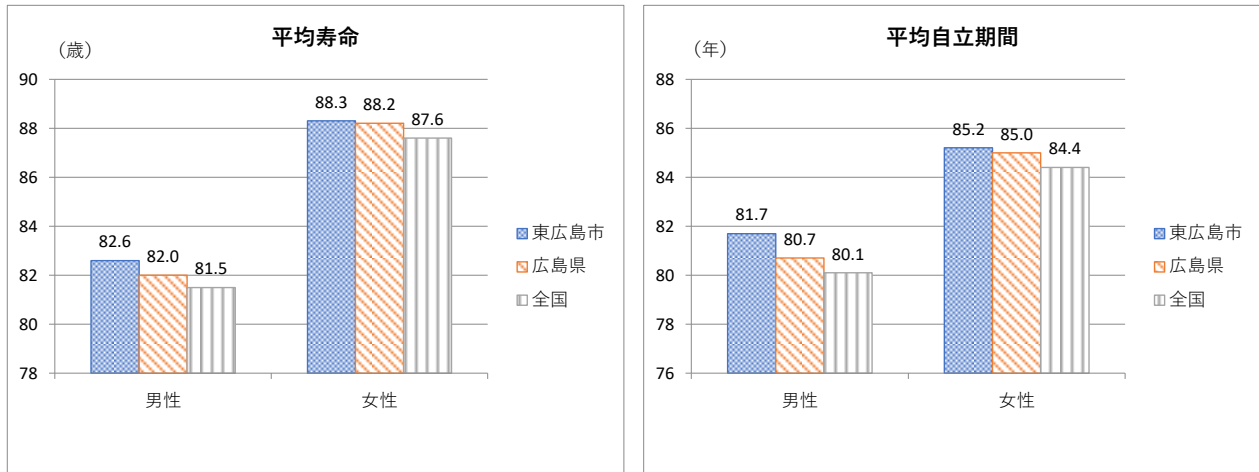 平均寿命
（歳）
90
88
86
84
82
80
78
82.6
82.0
81.5
88.3
88.2
87.6
男性
女性
東広島市
広島県
全国
平均自立期間
（年）
88
86
84
82
80
78
76
81.7
80.7
80.1
85.2
85.0
84.4
男性
女性
東広島市
広島県
全国